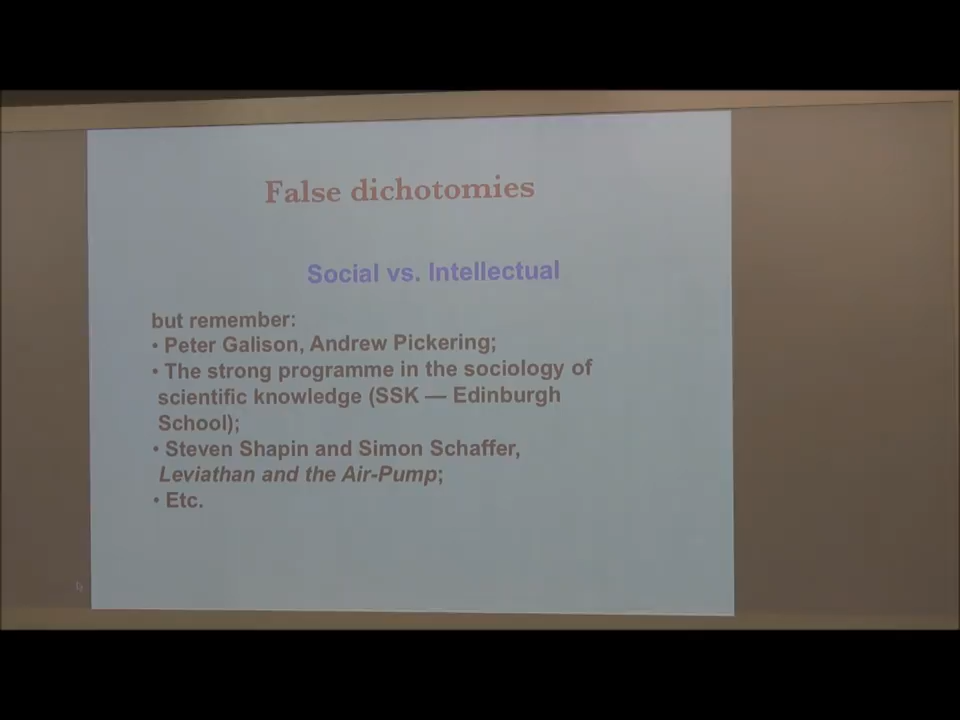 False dichotomies
Social vs. Intellectual
but remember:
• Peter Galison, Andrew Pickering;
• The strong programme in the sociology of
scientific knowledge (SSK — Edinburgh
School);
• Steven Shapin and Simon Schaffer,
Leviathan and the Air-Pump;
• Etc.